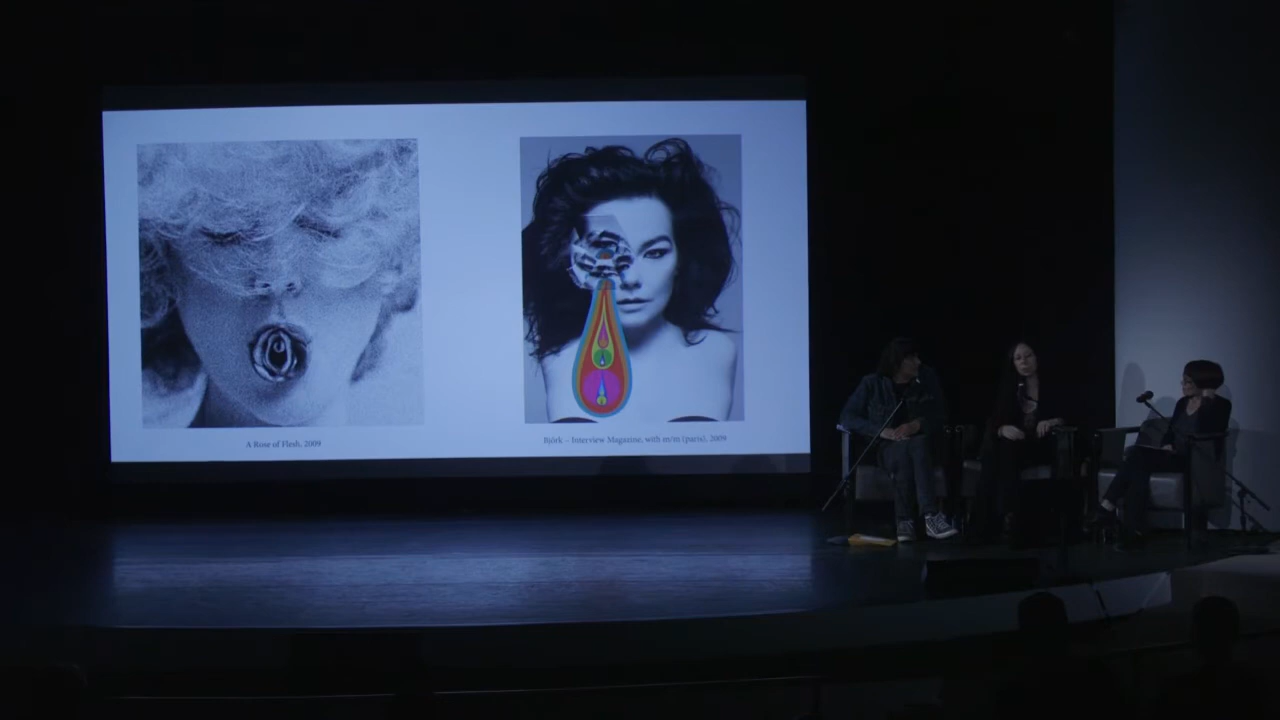 A Rose of Flesh, 2009
Björk – Interview Magazine, with m/m (paris), 2009